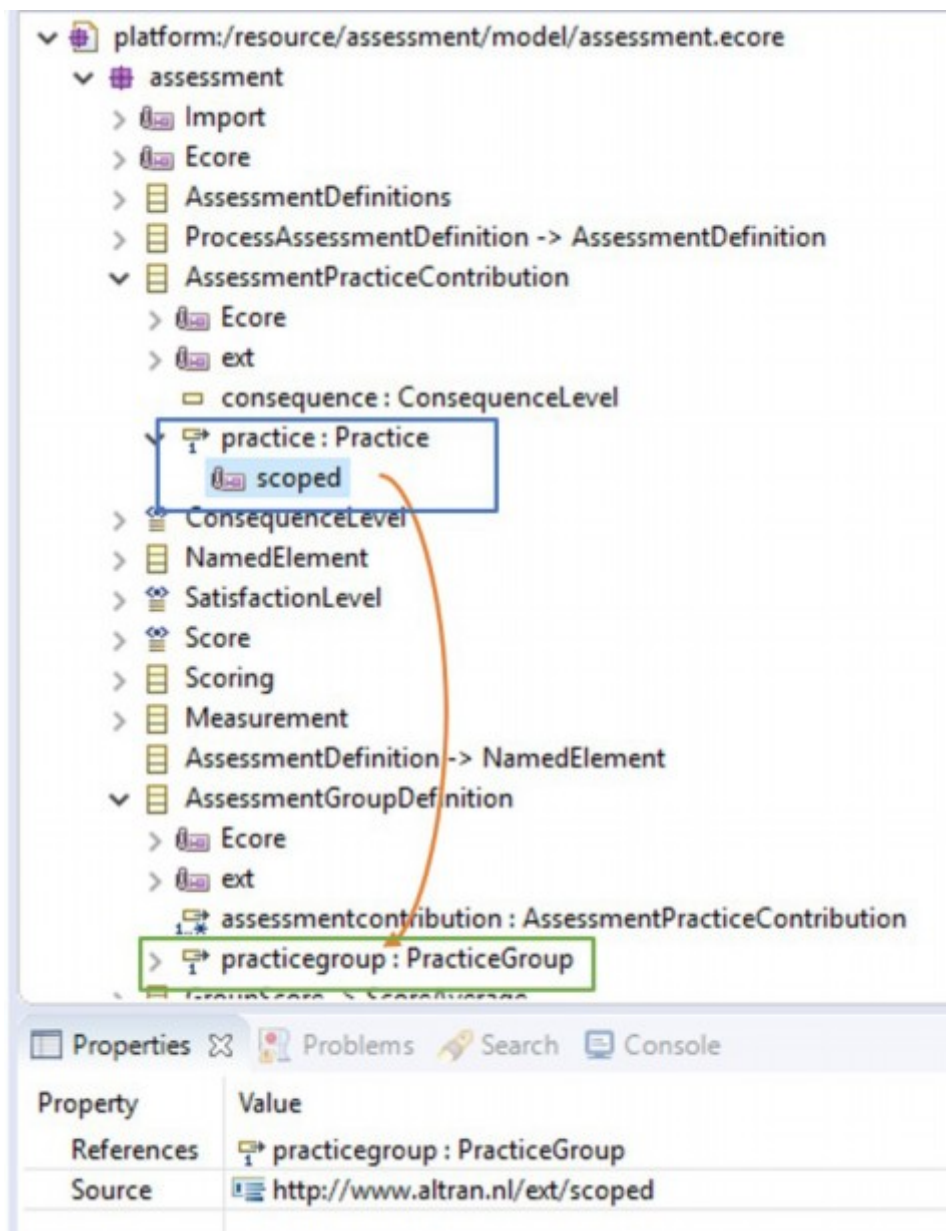 platform:/resource/assessment/model/assessment.ecore
assessment
Import
Ecore
AssessmentDefinitions
ProcessAssessmentDefinition -> AssessmentDefinition
AssessmentPracticeContribution
Ecore
ext
consequence : ConsequenceLevel
practice : Practice
scoped
ConsequenceLevel
NamedElement
SatisfactionLevel
Score
Scoring
Measurement
AssessmentDefinition -> NamedElement
AssessmentGroupDefinition
Ecore
ext
assessmentcontribution : AssessmentPracticeContribution
practicegroup : PracticeGroup
GroupScore -> ScoreAverage
Properties Problems Search Console
Property Value
References practicegroup : PracticeGroup
Source http://www.altran.nl/ext/scoped